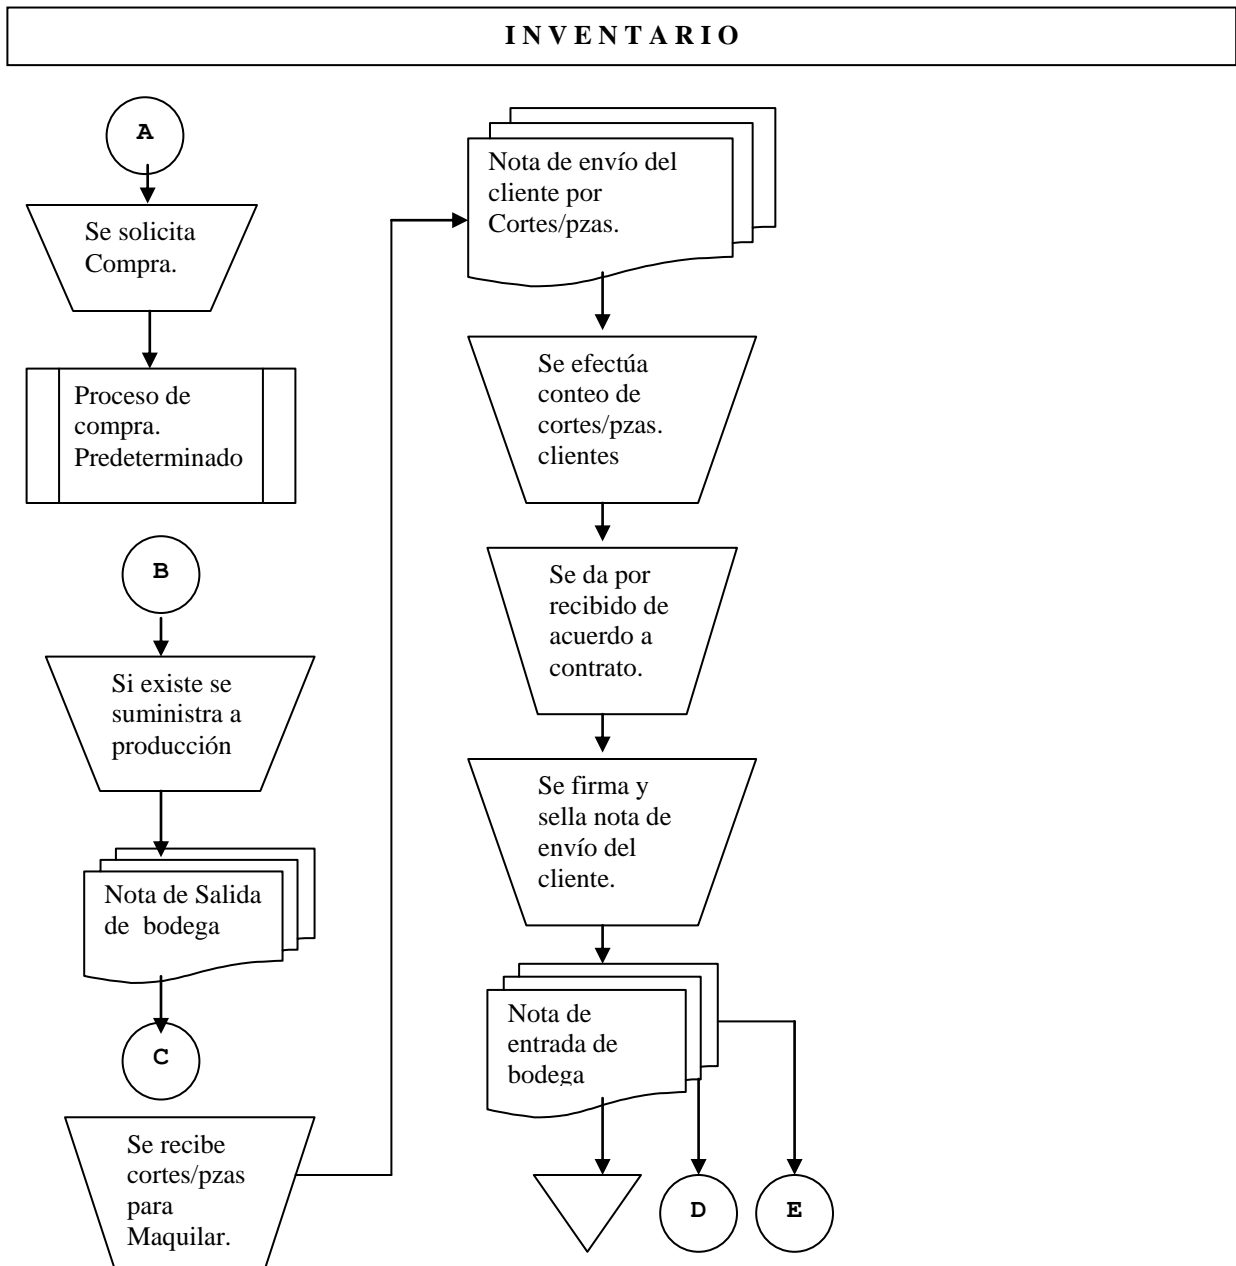 I N V E N T A R I O
A
Se solicita
Compra.
Proceso de
compra.
Predeterminado
B
Si existe se
suministra a
producción
Nota de Salida
de bodega
C
Se recibe
cortes/pzas
para
Maquilar.
Nota de envío del
cliente por
Cortes/pzas.
Se efectúa
conteo de
cortes/pzas.
clientes
Se da por
recibido de
acuerdo a
contrato.
Se firma y
sella nota de
envío del
cliente.
Nota de
entrada de
bodega
D
E